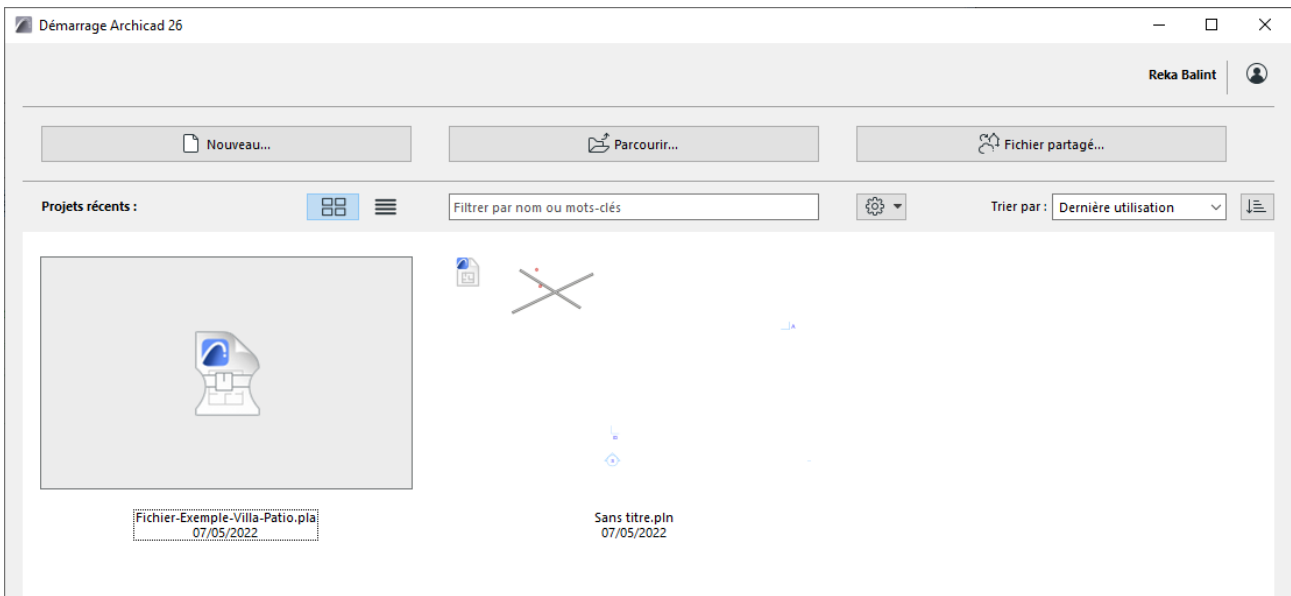 Démarrage Archicad 26
Reka Balint
Nouveau...
Parcourir...
Fichier partagé...
Projets récents :
Filtrer par nom ou mots-clés
Trier par :
Dernière utilisation
Fichier-Exemple-Villa-Patio.pla
07/05/2022
Sans titre.pln
07/05/2022